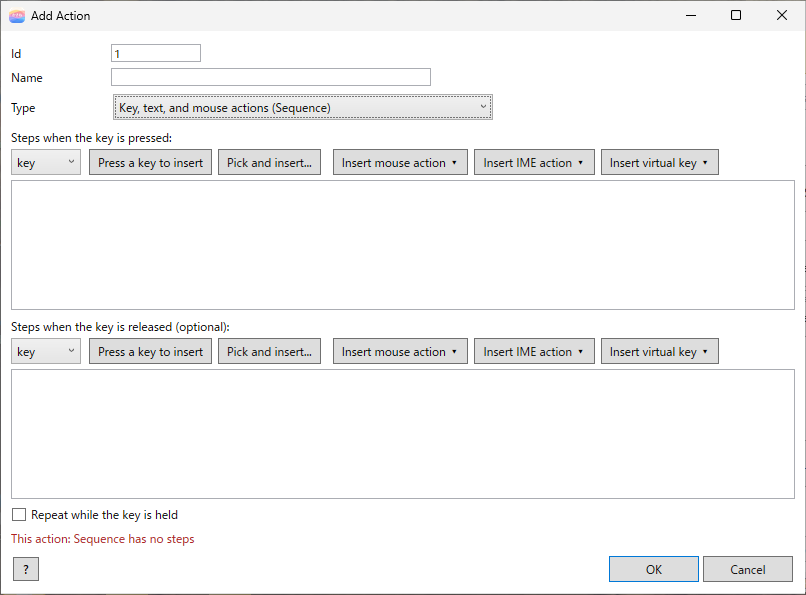 Add Action
Id 1
Name
Type Key, text, and mouse actions (Sequence)
Steps when the key is pressed:
key Press a key to insert Pick and insert... Insert mouse action Insert IME action Insert virtual key
Steps when the key is released (optional):
key Press a key to insert Pick and insert... Insert mouse action Insert IME action Insert virtual key
Repeat while the key is held
This action: Sequence has no steps
? OK Cancel